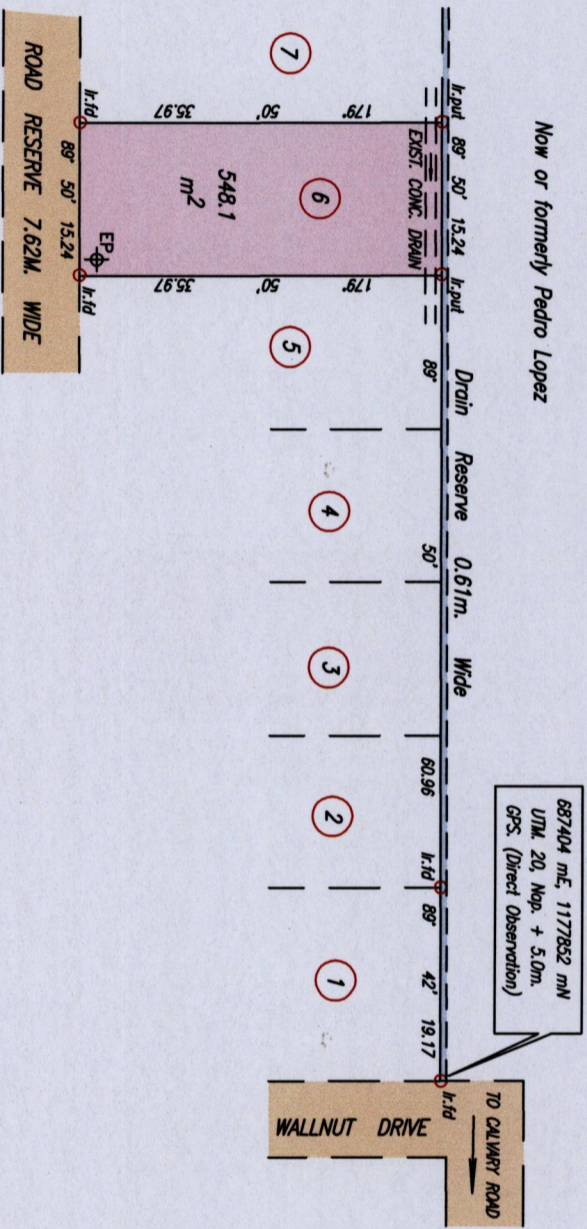 Now or formerly Pedro Lopez
687404 mE, 1177852 mN
UTM. 20, Nap. + 5.0m.
GPS. (Direct Observation)
TO CALVARY ROAD
Drain Reserve 0.61m. Wide
Ir.put 89° 50' 15.24 Ir.put
89° 50' 60.96 Ir.fd 89° 42' 19.17 Ir.fd
EXIST. CONC. DRAIN
179° 50' 35.97
179° 50' 35.97
7
6
5
4
3
2
1
548.1
m²
WALLNUT DRIVE
EP
Ir.fd 89° 50' 15.24 Ir.fd
ROAD RESERVE 7.62M. WIDE